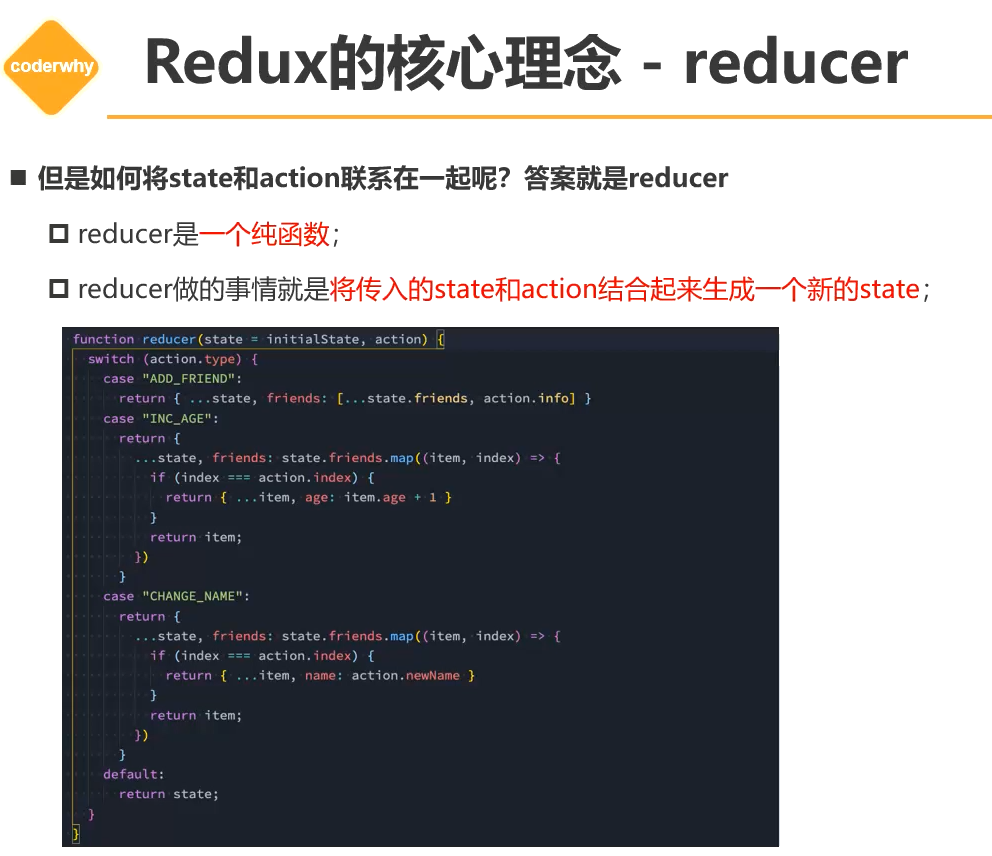 coderwhy
Redux的核心理念 - reducer
但是如何将state和action联系在一起呢？答案就是reducer
reducer是一个纯函数；
reducer做的事情就是将传入的state和action结合起来生成一个新的state；
function reducer(state = initialState, action) {
  switch (action.type) {
    case "ADD_FRIEND":
      return { ...state, friends: [...state.friends, action.info] }
    case "INC_AGE":
      return {
        ...state, friends: state.friends.map((item, index) => {
          if (index === action.index) {
            return { ...item, age: item.age + 1 }
          }
          return item;
        })
      }
    case "CHANGE_NAME":
      return {
        ...state, friends: state.friends.map((item, index) => {
          if (index === action.index) {
            return { ...item, name: action.newName }
          }
          return item;
        })
      }
    default:
      return state;
  }
}